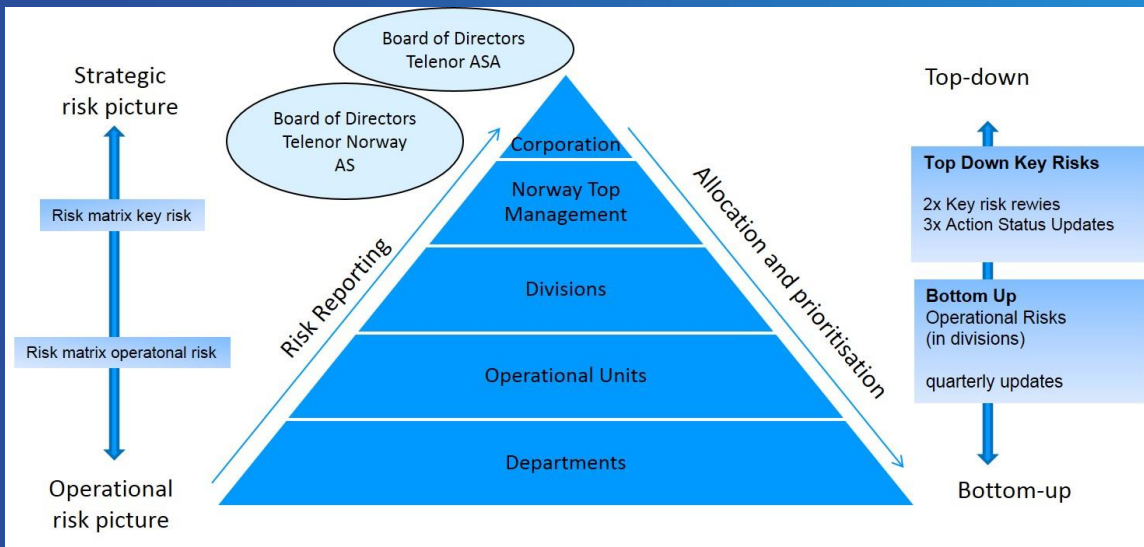 Board of Directors
Telenor ASA
Strategic
risk picture
Top-down
Board of Directors
Telenor Norway
AS
Corporation
Norway Top
Management
Divisions
Operational Units
Departments
Risk Reporting
Allocation and prioritisation
Risk matrix key risk
Risk matrix operatonal risk
Operational
risk picture
Top Down Key Risks
2x Key risk rewies
3x Action Status Updates
Bottom Up
Operational Risks
(in divisions)
quarterly updates
Bottom-up